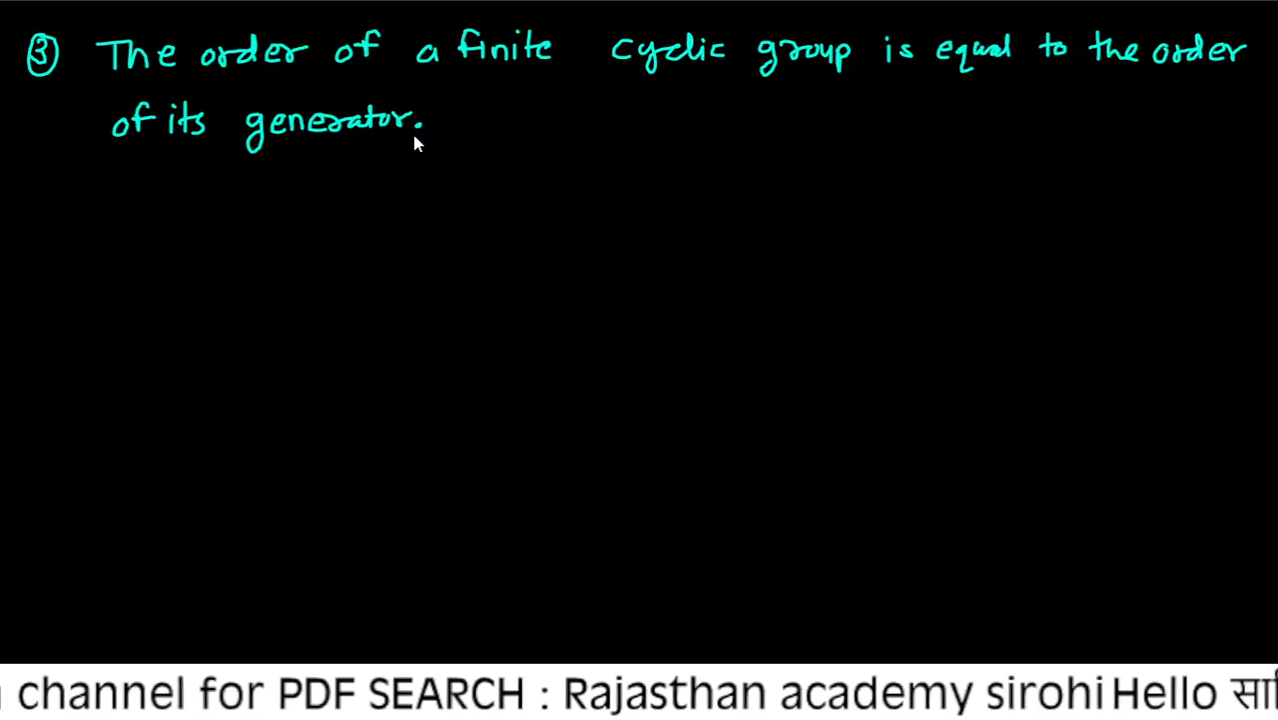 ③ The order of a finite cyclic group is equal to the order
of its generator.
channel for PDF SEARCH : Rajasthan academy sirohi Hello